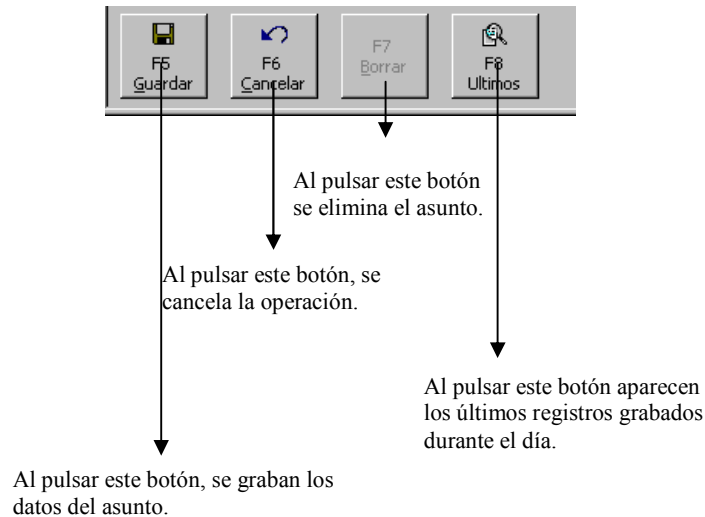 F5
Guardar
F6
Cancelar
F7
Borrar
F8
Ultimos
Al pulsar este botón
se elimina el asunto.
Al pulsar este botón, se
cancela la operación.
Al pulsar este botón aparecen
los últimos registros grabados
durante el día.
Al pulsar este botón, se graban los
datos del asunto.